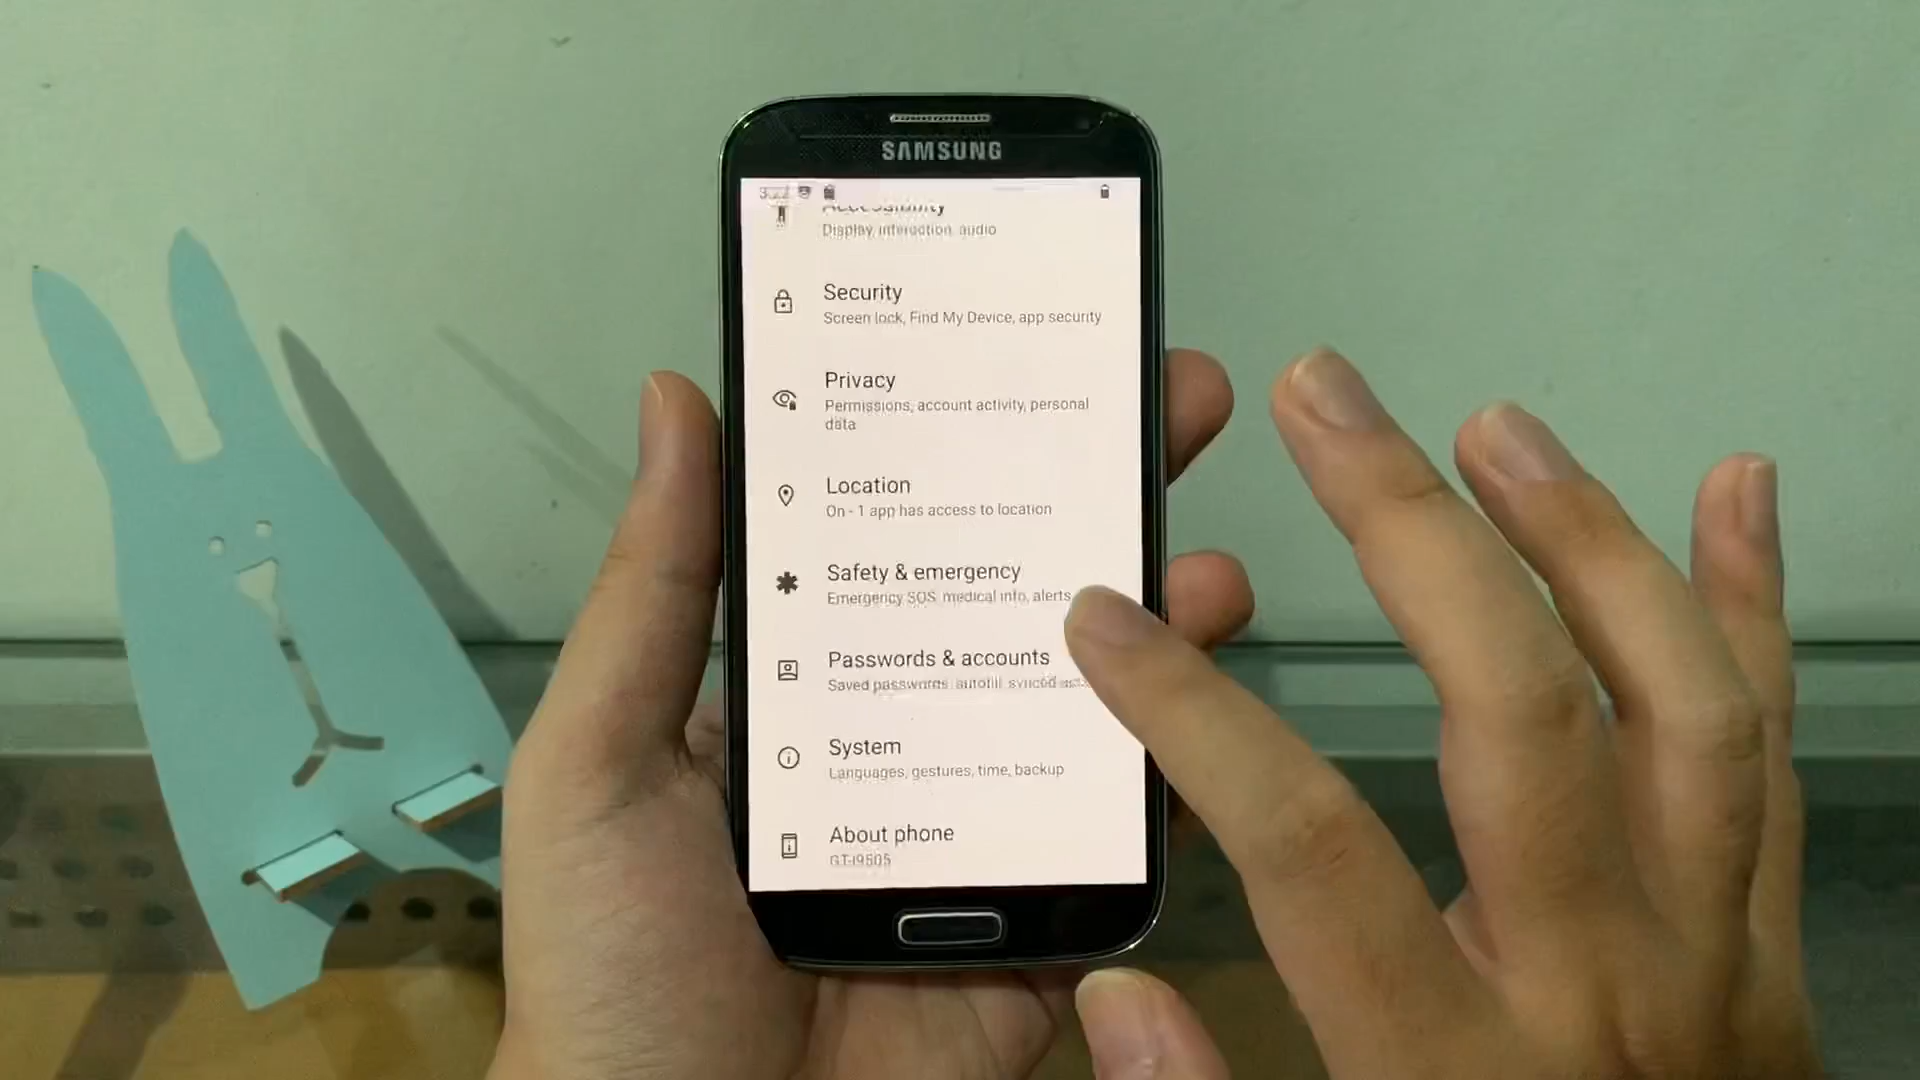 SAMSUNG
Accessibility
Display, interaction, audio
Security
Screen lock, Find My Device, app security
Privacy
Permissions, account activity, personal
data
Location
On - 1 app has access to location
Safety & emergency
Emergency SOS, medical info, alerts
Passwords & accounts
Saved passwords, autofill, synced
System
Languages, gestures, time, backup
About phone
GT-I9505